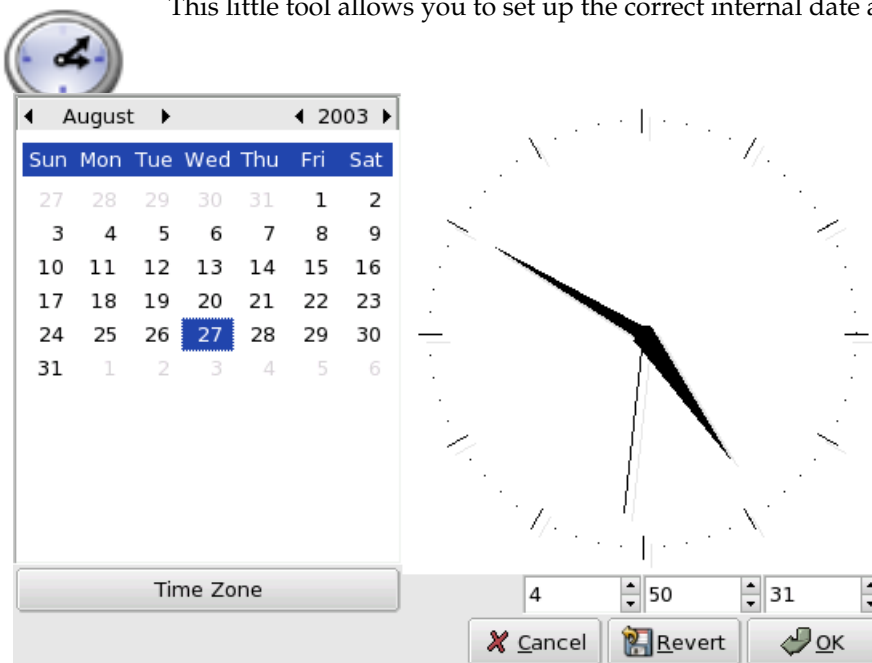 This little tool allows you to set up the correct internal date
August 2003
Sun Mon Tue Wed Thu Fri Sat
27 28 29 30 31 1 2
3 4 5 6 7 8 9
10 11 12 13 14 15 16
17 18 19 20 21 22 23
24 25 26 27 28 29 30
31 1 2 3 4 5 6
Time Zone
4 50 31
Cancel Revert OK